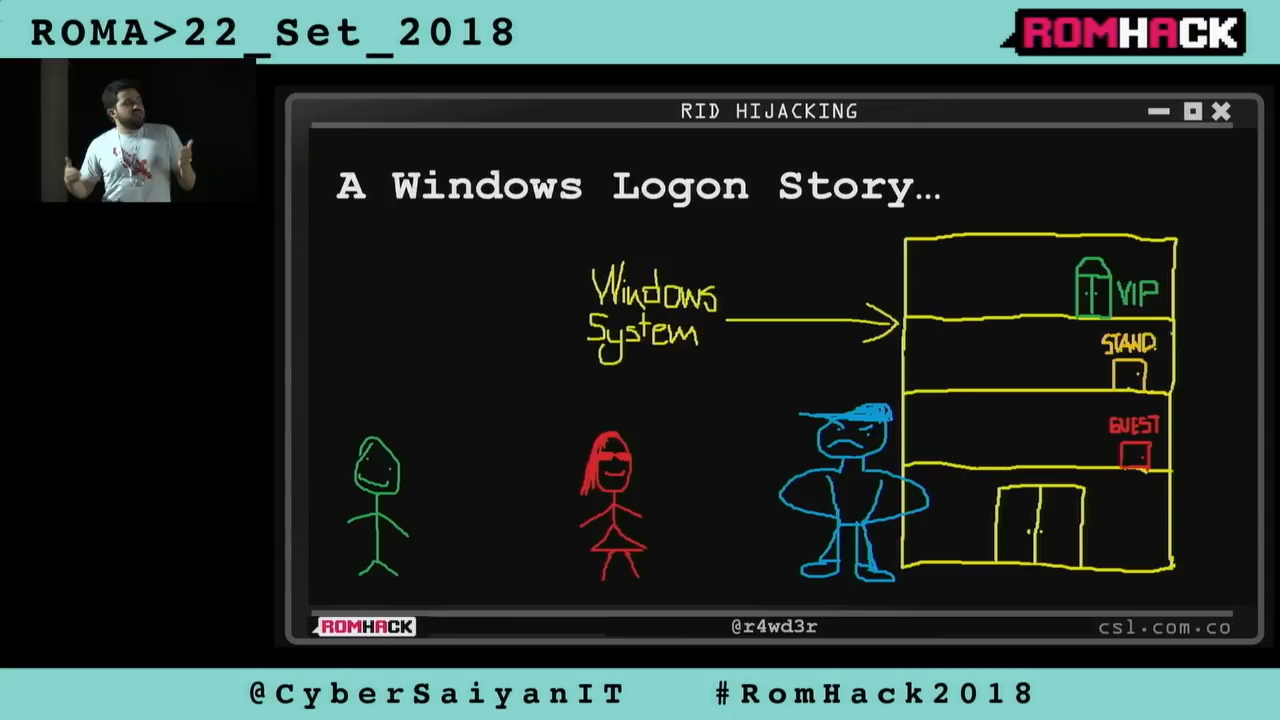 ROMA>22_Set_2018
ROMHACK
RID HIJACKING
A Windows Logon Story…
Windows
System
VIP
STAND.
GUEST
ROMHACK
@r4wd3r
csl.com.co
@CyberSaiyanIT
#RomHack2018